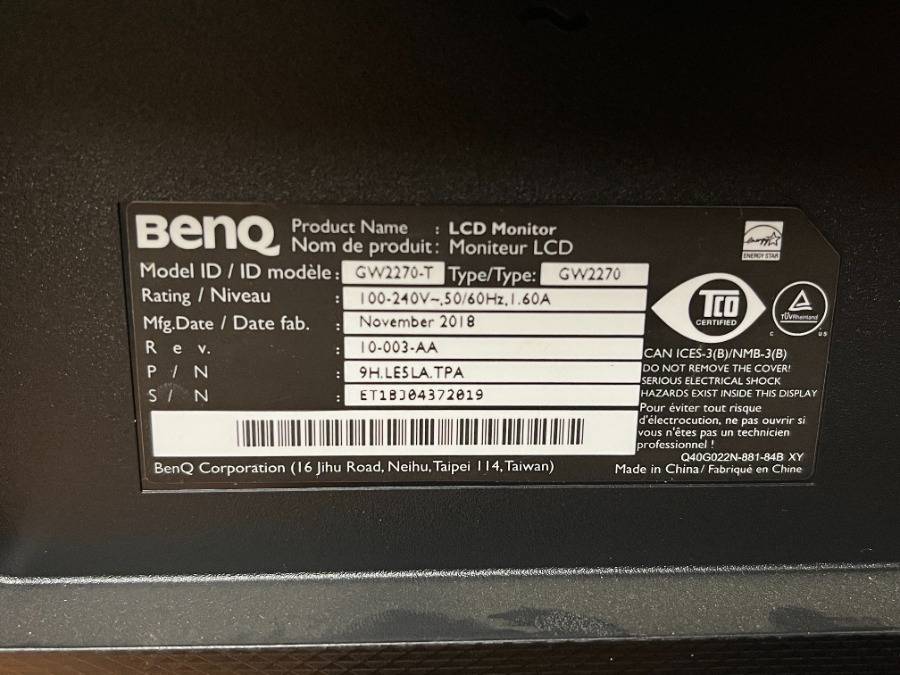 BenQ
Product Name : LCD Monitor
Nom de produit : Moniteur LCD
ENERGY STAR
Model ID / ID modèle : GW2270-T Type/Type: GW2270
Rating / Niveau : 100-240V~,50/60Hz,1.60A
Mfg.Date / Date fab. : November 2018
Rev. : 10-003-AA
P/N : 9H.LESLA.TPA
S/N : ET1BJ04372019
TCO
CERTIFIED
TÜVRheinland
C US
CAN ICES-3(B)/NMB-3(B)
DO NOT REMOVE THE COVER!
SERIOUS ELECTRICAL SHOCK
HAZARDS EXIST INSIDE THIS DISPLAY
Pour éviter tout risque
d'électrocution, ne pas ouvrir si
vous n'êtes pas un technicien
professionnel !
Q40G022N-881-84B XY
BenQ Corporation (16 Jihu Road, Neihu,Taipei 114,Taiwan)
Made in China / Fabriqué en Chine